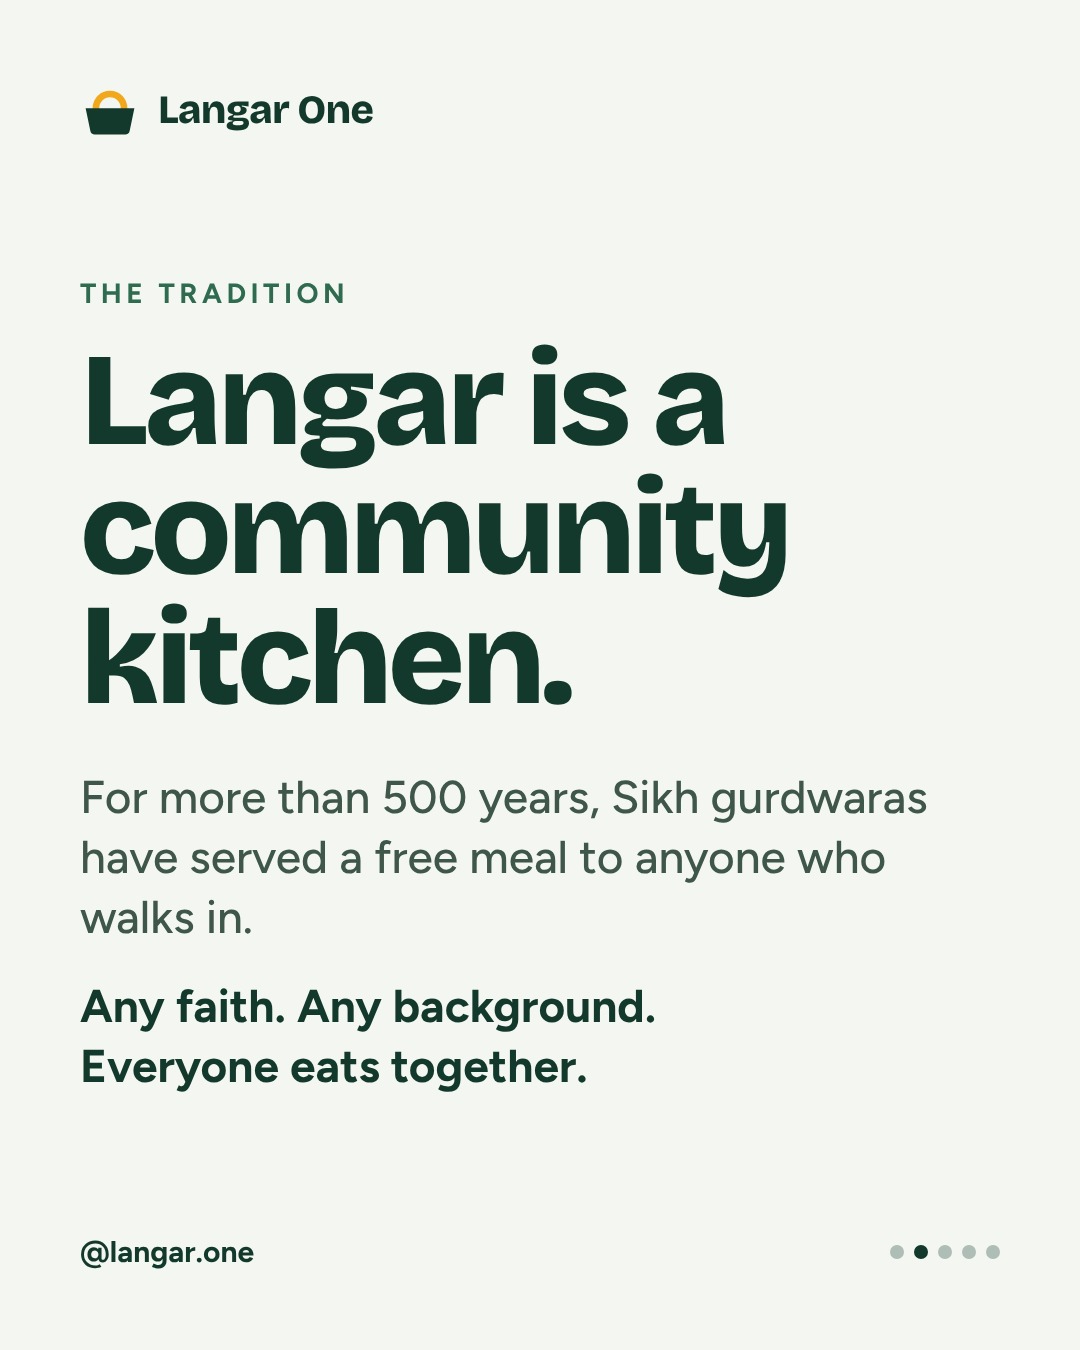 Langar One
THE TRADITION
Langar is a
community
kitchen.
For more than 500 years, Sikh gurdwaras
have served a free meal to anyone who
walks in.
Any faith. Any background.
Everyone eats together.
@langar.one